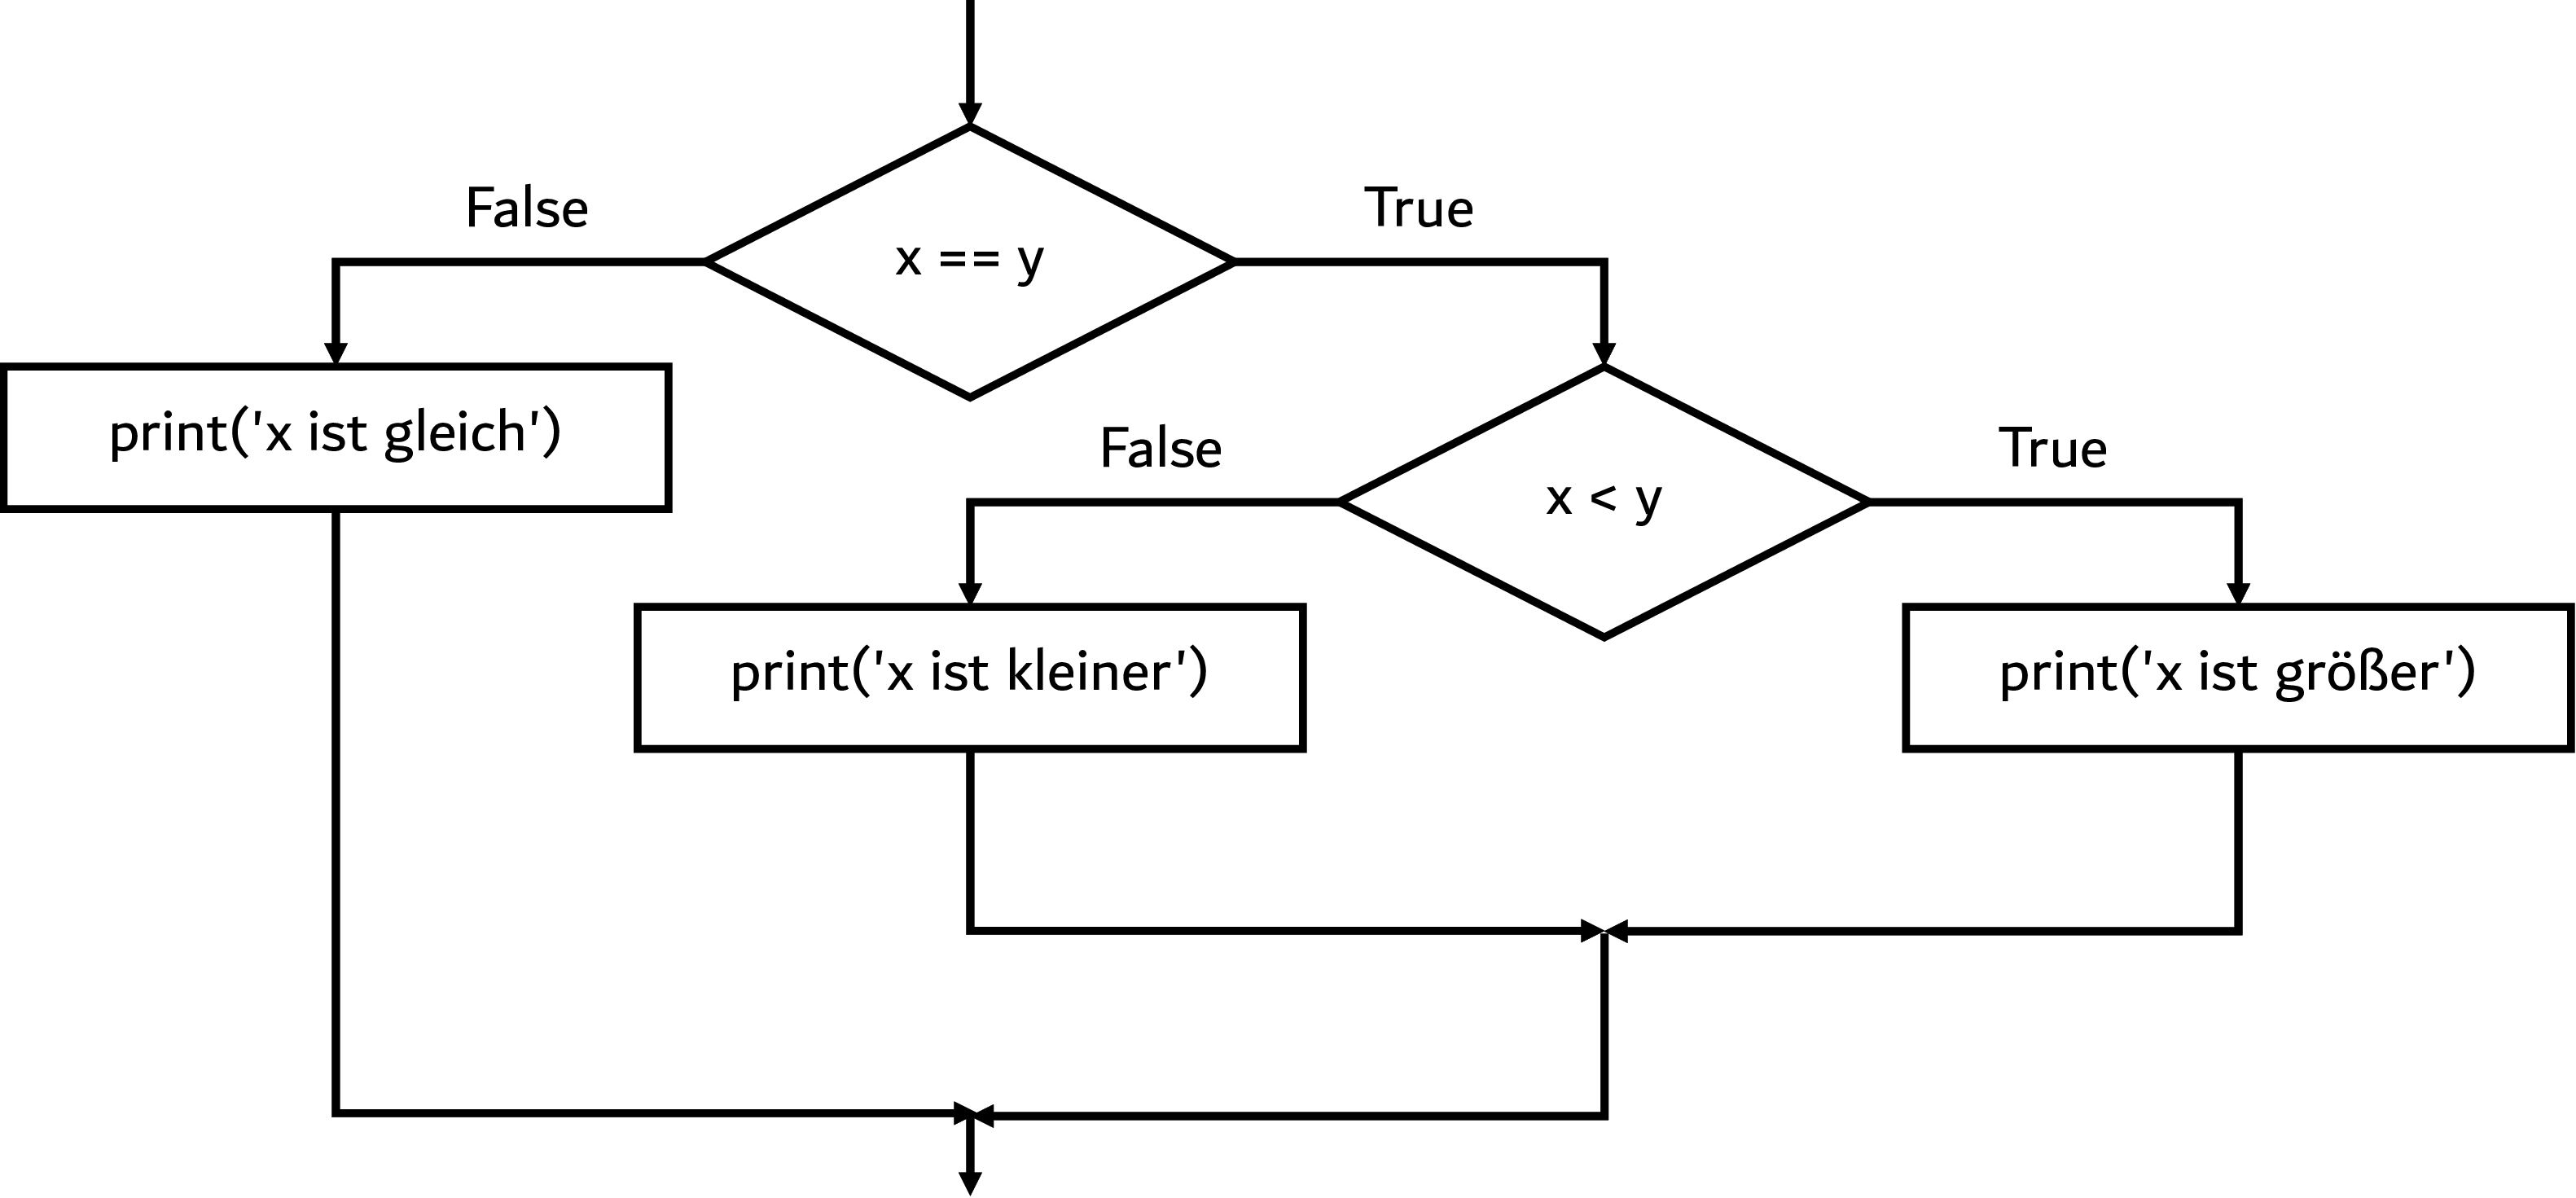 False
True
x == y
print('x ist gleich')
False
True
x < y
print('x ist kleiner')
print('x ist größer')